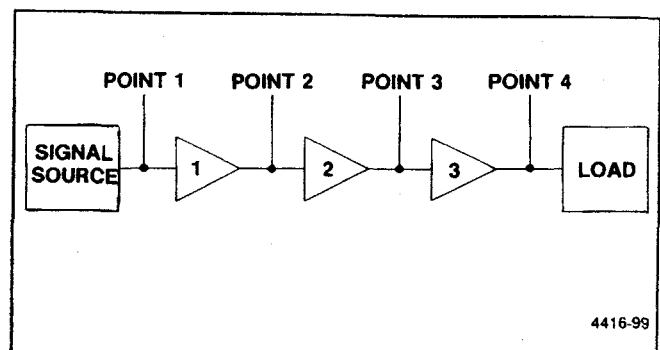 POINT 1 POINT 2 POINT 3 POINT 4
SIGNAL
SOURCE
1 2 3
LOAD
4416-99